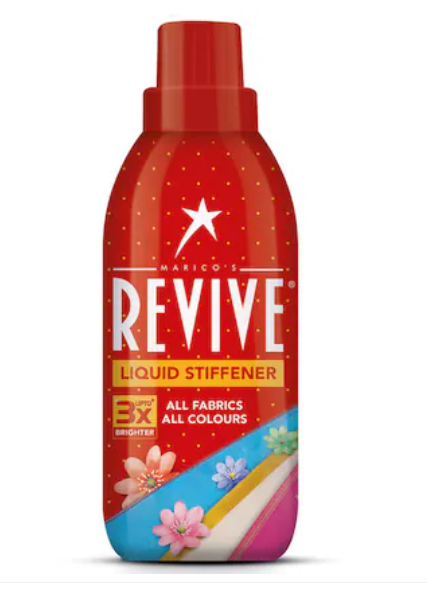 MARICO'S
REVIVE®
LIQUID STIFFENER
UPTO
3X
BRIGHTER
ALL FABRICS
ALL COLOURS